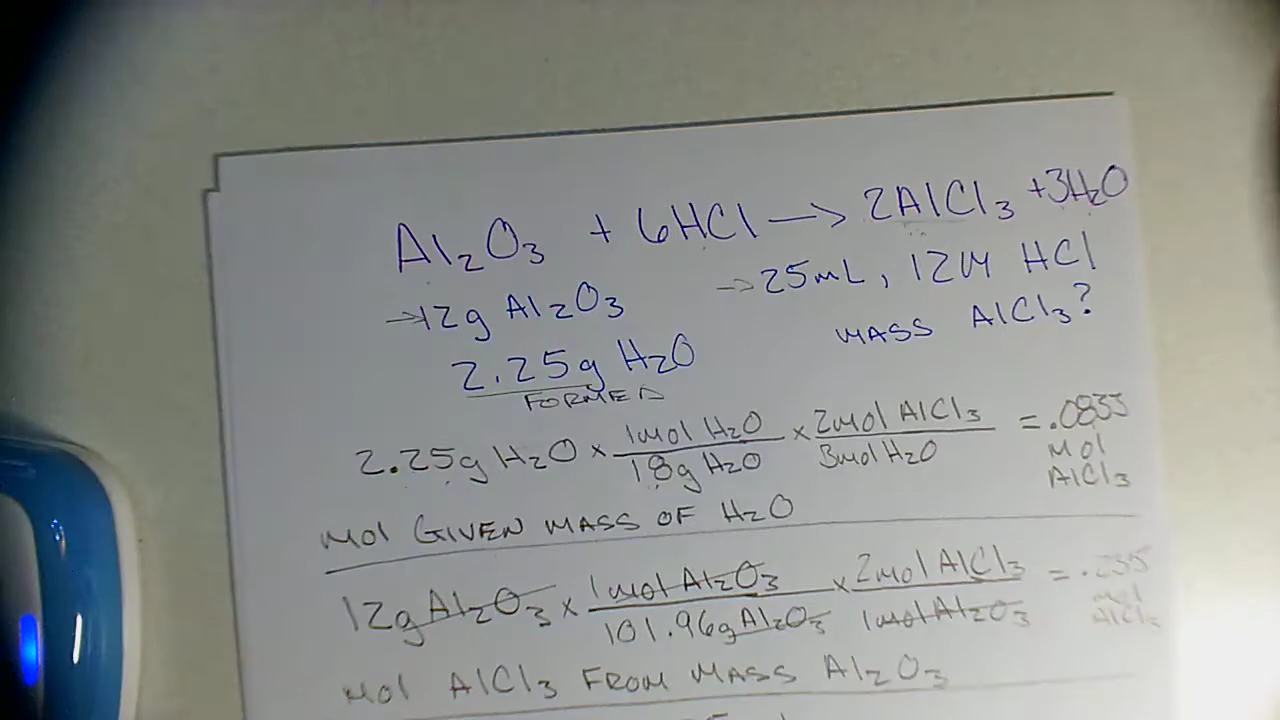 Al2O3 + 6HCl → 2AlCl3 + 3H2O
→12g Al2O3 →25mL, 12M HCl
2.25g H2O MASS AlCl3?
FORMED
2.25g H2O × 1mol H2O / 18g H2O × 2mol AlCl3 / 3mol H2O = .0833 mol AlCl3
mol GIVEN MASS OF H2O
12g Al2O3 × 1mol Al2O3 / 101.96g Al2O3 × 2mol AlCl3 / 1mol Al2O3 = .235 mol AlCl3
mol AlCl3 FROM MASS Al2O3